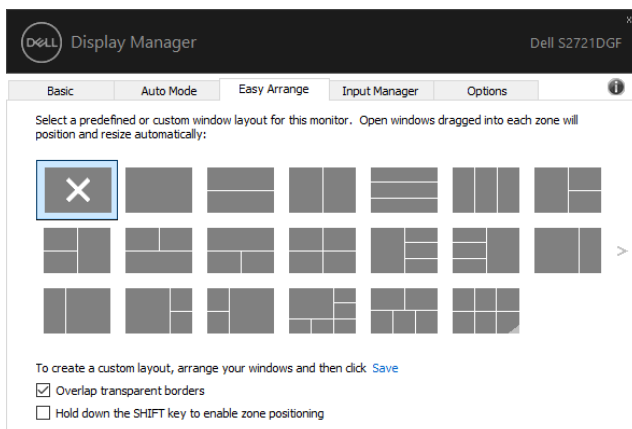 DELL Display Manager
Dell S2721DGF
Basic Auto Mode Easy Arrange Input Manager Options
Select a predefined or custom window layout for this monitor. Open windows dragged into each zone will
position and resize automatically:
To create a custom layout, arrange your windows and then click Save
Overlap transparent borders
Hold down the SHIFT key to enable zone positioning